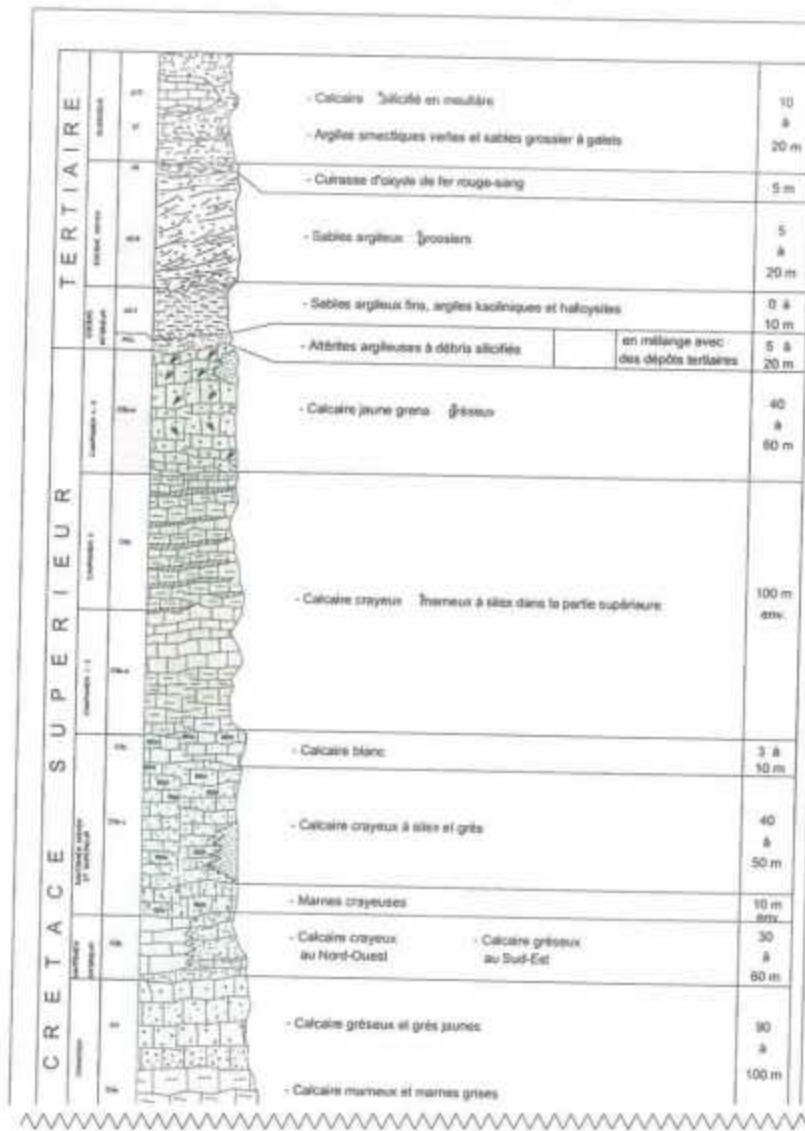 TERTIAIRE
- Calcaire silicifié en meulière
- Argiles smectiques vertes et sables grossier à galets
10
à
20 m
- Cuirasse d'oxyde de fer rouge-sang
5 m
- Sables argileux grossiers
5
à
20 m
- Sables argileux fins, argiles kaoliniques et halloysites
0 à
10 m
- Altérites argileuses à débris silicifiés
en mélange avec
des dépôts tertiaires
5 à
20 m
CRETACE SUPERIEUR
- Calcaire jaune grena gréseux
40
à
60 m
- Calcaire crayeux marneux à silex dans la partie supérieure
100 m
env.
- Calcaire blanc
3 à
10 m
- Calcaire crayeux à silex et grès
40
à
50 m
- Marnes crayeuses
10 m
env.
- Calcaire crayeux
au Nord-Ouest
- Calcaire gréseux
au Sud-Est
30
à
60 m
- Calcaire gréseux et grès jaunes
90
à
100 m
- Calcaire marneux et marnes grises